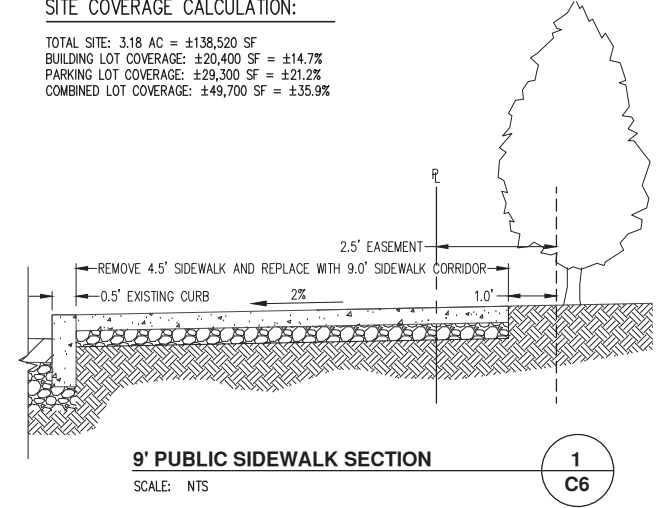 SITE COVERAGE CALCULATION:
TOTAL SITE: 3.18 AC = ±138,520 SF
BUILDING LOT COVERAGE: ±20,400 SF = ±14.7%
PARKING LOT COVERAGE: ±29,300 SF = ±21.2%
COMBINED LOT COVERAGE: ±49,700 SF = ±35.9%
PL
2.5' EASEMENT
REMOVE 4.5' SIDEWALK AND REPLACE WITH 9.0' SIDEWALK CORRIDOR
0.5' EXISTING CURB
2%
1.0'
9' PUBLIC SIDEWALK SECTION
SCALE: NTS
1
C6